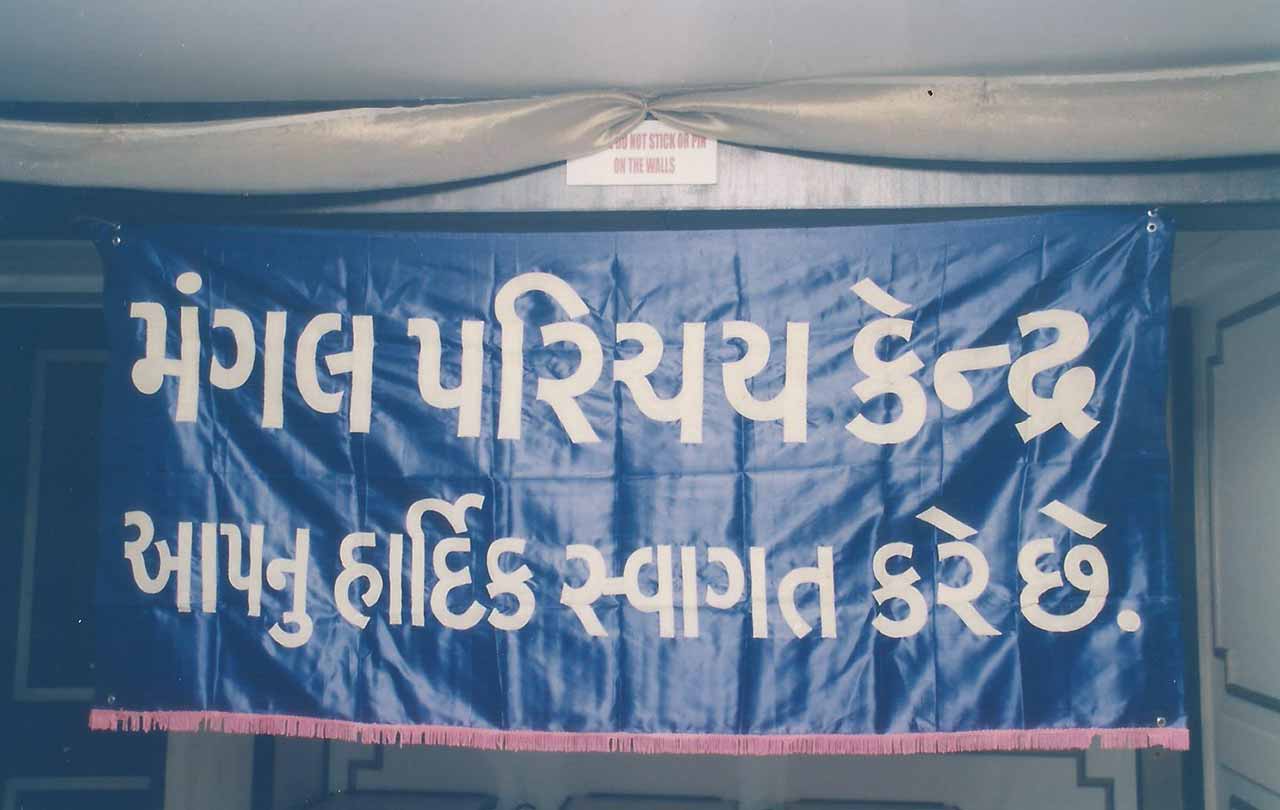 DO NOT STICK OR PIN
ON THE WALLS
મંગલ પરિચય કેન્દ્ર
આપનુ હાર્દિક સ્વાગત કરે છે.